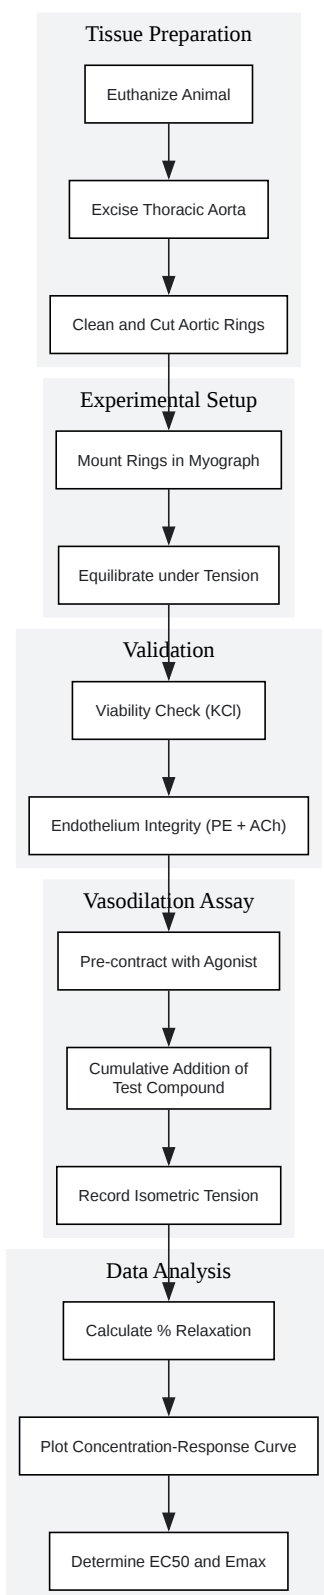 Tissue Preparation
Euthanize Animal
Excise Thoracic Aorta
Clean and Cut Aortic Rings
Experimental Setup
Mount Rings in Myograph
Equilibrate under Tension
Validation
Viability Check (KCl)
Endothelium Integrity (PE + ACh)
Vasodilation Assay
Pre-contract with Agonist
Cumulative Addition of
Test Compound
Record Isometric Tension
Data Analysis
Calculate % Relaxation
Plot Concentration-Response Curve
Determine EC50 and Emax